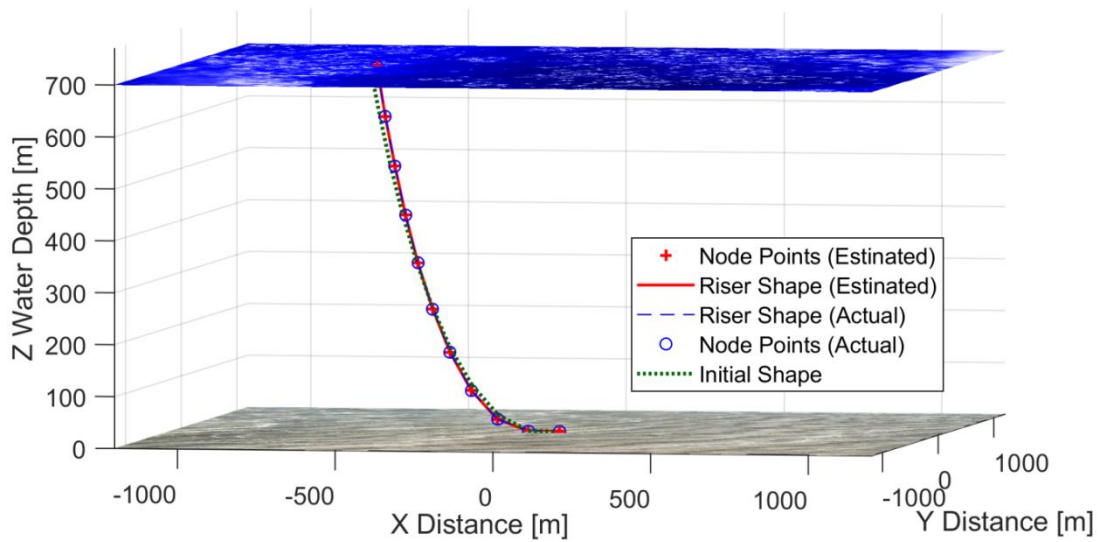 700
600
500
400
300
200
100
0
Z Water Depth [m]
Node Points (Estinated)
Riser Shape (Estinated)
Riser Shape (Actual)
Node Points (Actual)
Initial Shape
-1000
-500
0
500
1000
X Distance [m]
-1000
0
1000
Y Distance [m]